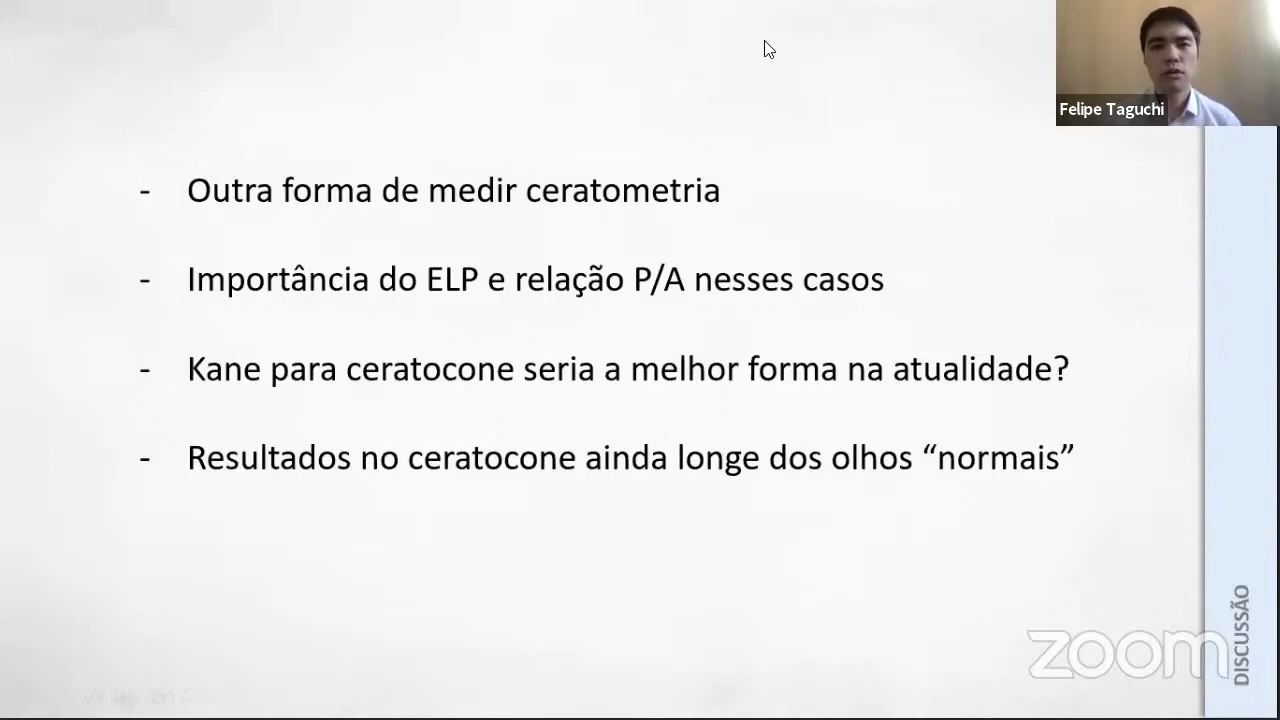 Felipe Taguchi
- Outra forma de medir ceratometria
- Importância do ELP e relação P/A nesses casos
- Kane para ceratocone seria a melhor forma na atualidade?
- Resultados no ceratocone ainda longe dos olhos “normais”
DISCUSSÃO
zoom